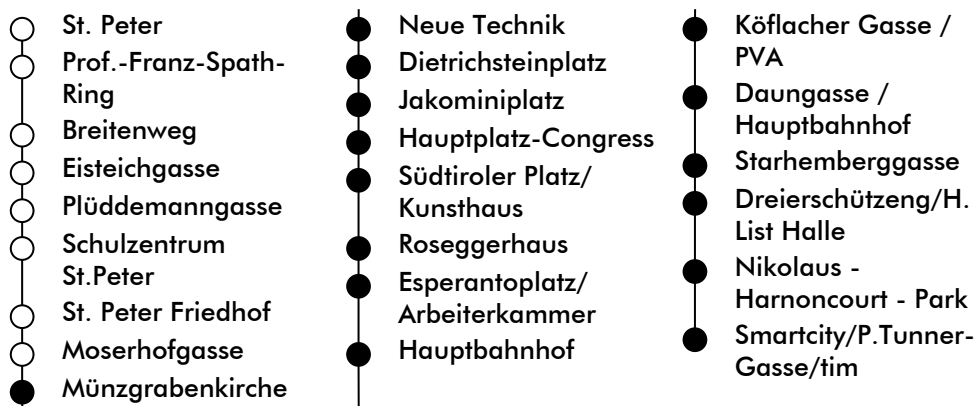 St. Peter
Prof.-Franz-Spath-
Ring
Breitenweg
Eisteichgasse
Plüddemanngasse
Schulzentrum
St.Peter
St. Peter Friedhof
Moserhofgasse
Münzgrabenkirche
Neue Technik
Dietrichsteinplatz
Jakominiplatz
Hauptplatz-Congress
Südtiroler Platz/
Kunsthaus
Roseggerhaus
Esperantoplatz/
Arbeiterkammer
Hauptbahnhof
Köflacher Gasse /
PVA
Daungasse /
Hauptbahnhof
Starhemberggasse
Dreierschützeng/H.
List Halle
Nikolaus -
Harnoncourt - Park
Smartcity/P.Tunner-
Gasse/tim